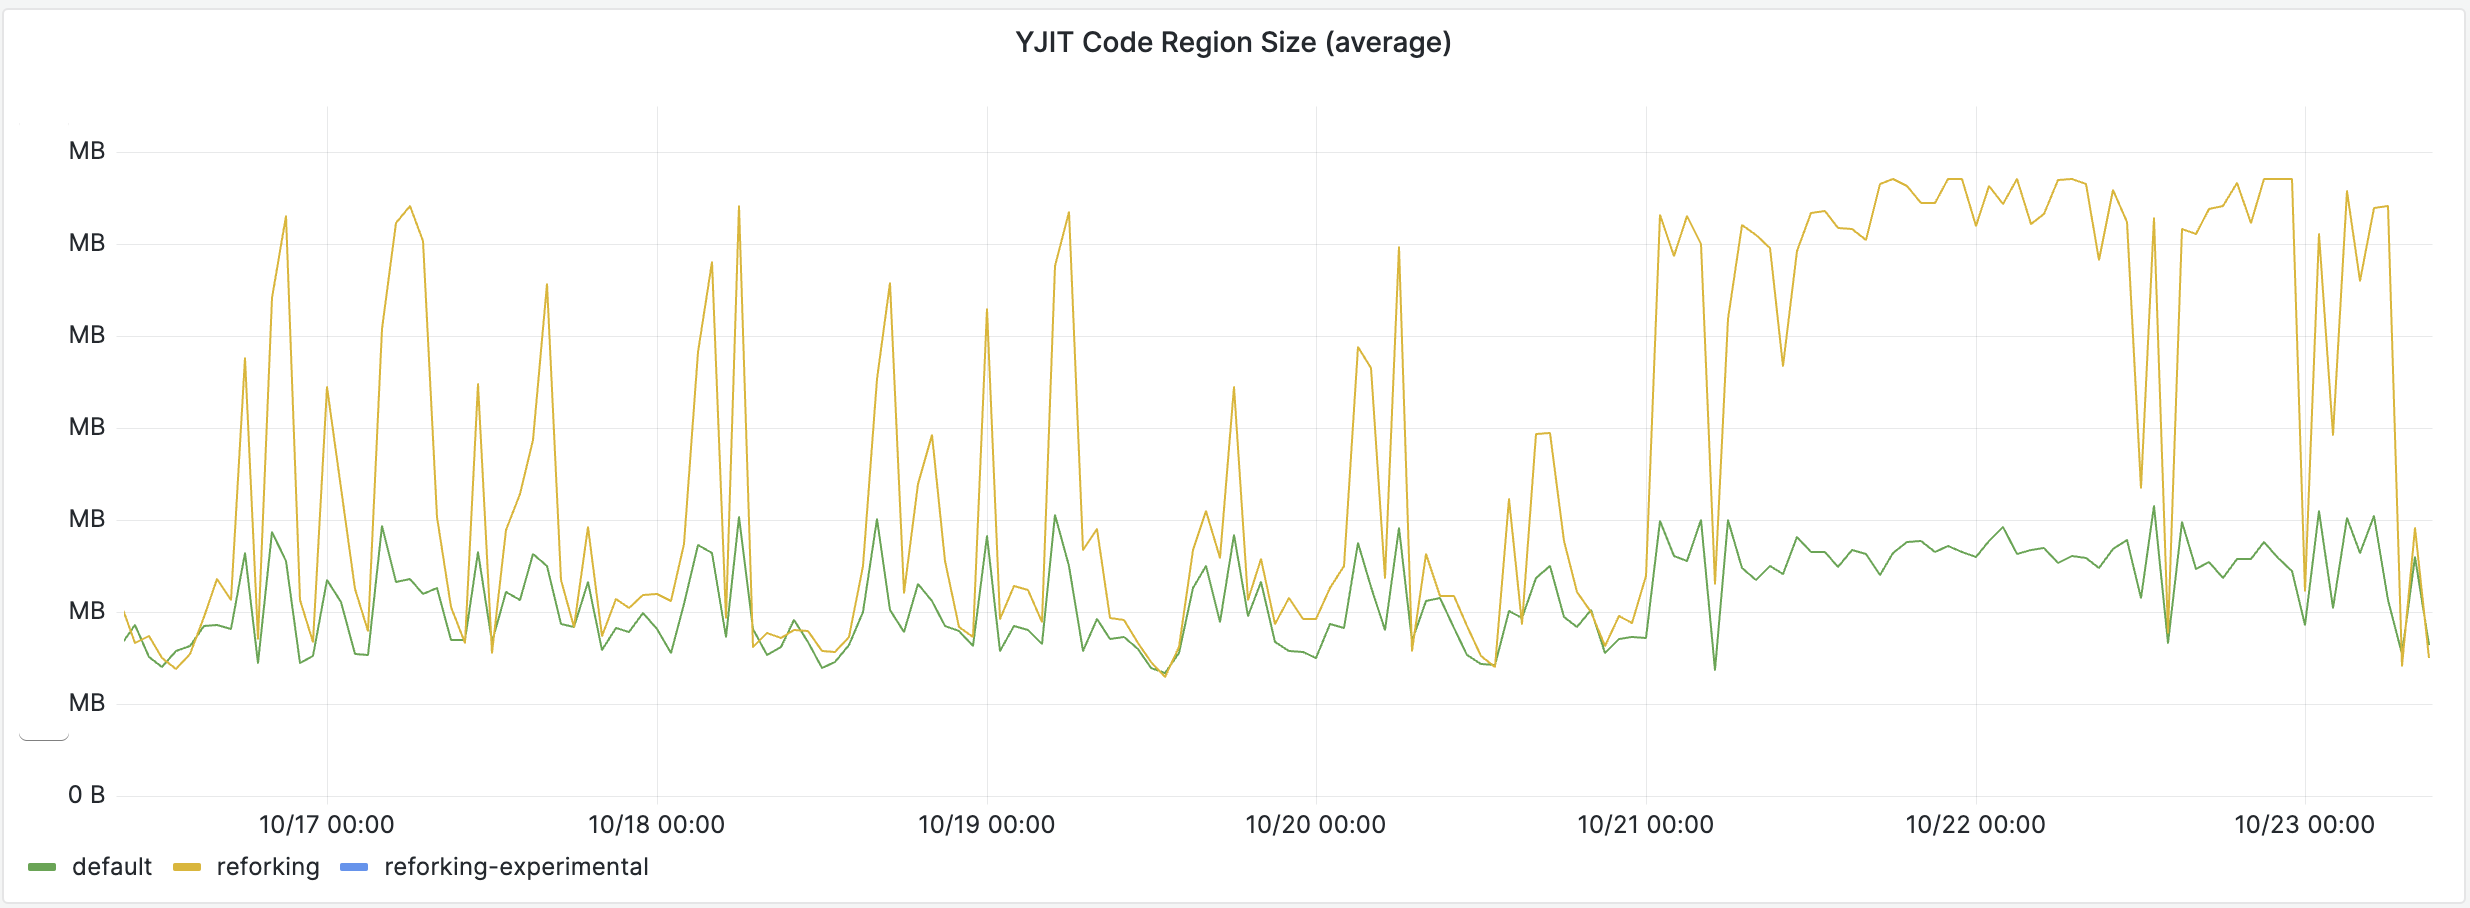 YJIT Code Region Size (average)
MB
MB
MB
MB
MB
MB
MB
0 B
10/17 00:00 10/18 00:00 10/19 00:00 10/20 00:00 10/21 00:00 10/22 00:00 10/23 00:00
default reforking reforking-experimental